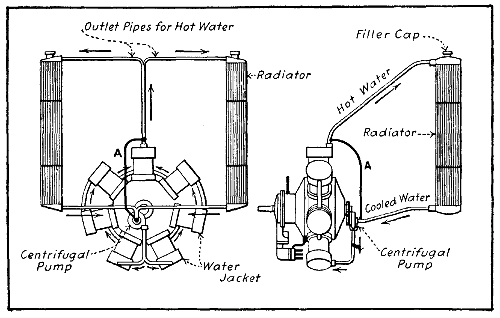 Outlet Pipes for Hot Water
Radiator
A
Centrifugal
Pump
Water
Jacket
Filler Cap
Hot Water
Radiator
A
Cooled Water
Centrifugal
Pump